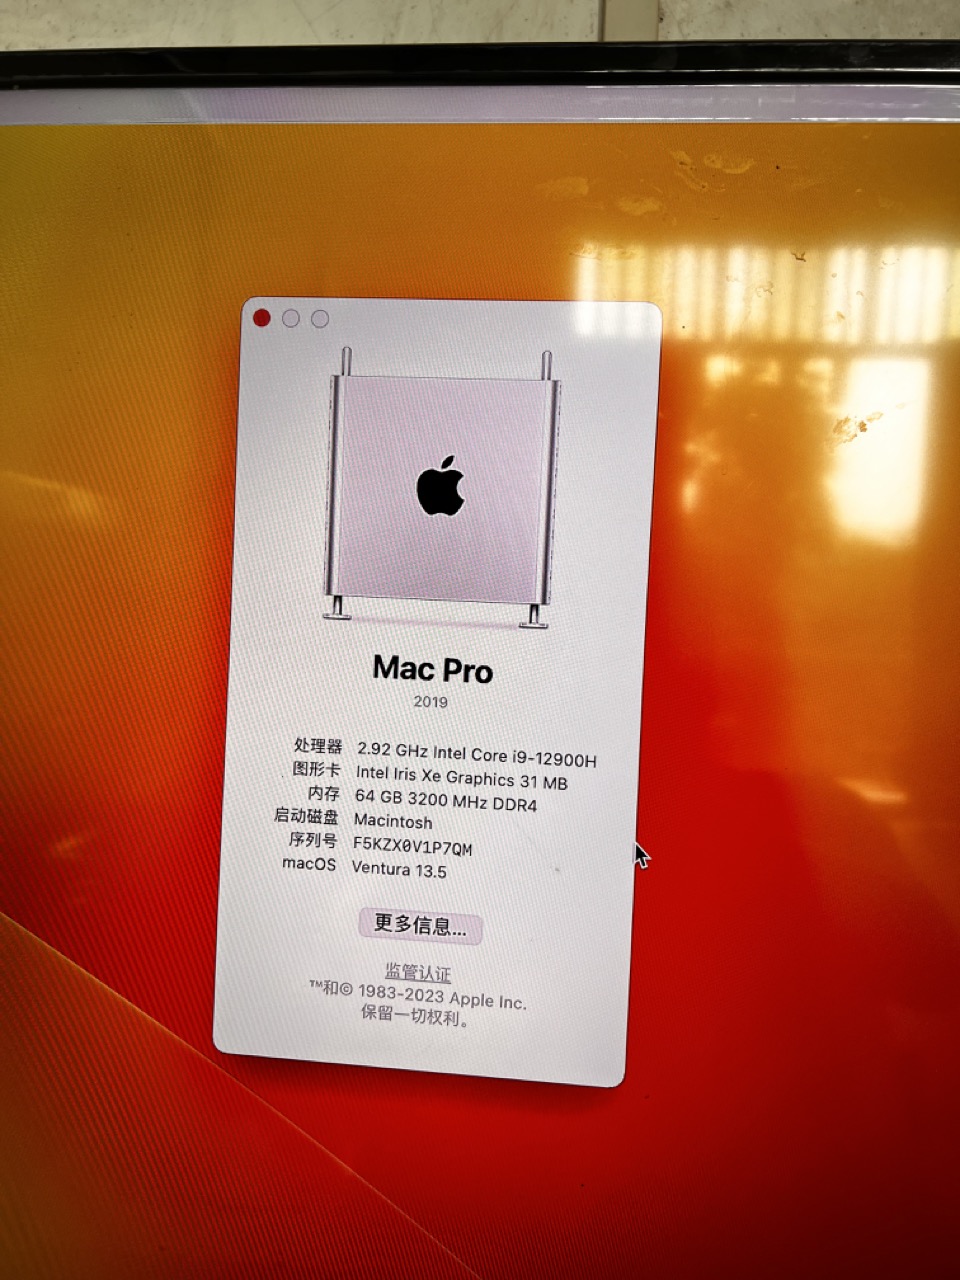 Mac Pro
2019
处理器 2.92 GHz Intel Core i9-12900H
图形卡 Intel Iris Xe Graphics 31 MB
内存 64 GB 3200 MHz DDR4
启动磁盘 Macintosh
序列号 F5KZX0V1P7QM
macOS Ventura 13.5
更多信息...
监管认证
™和© 1983-2023 Apple Inc.
保留一切权利。